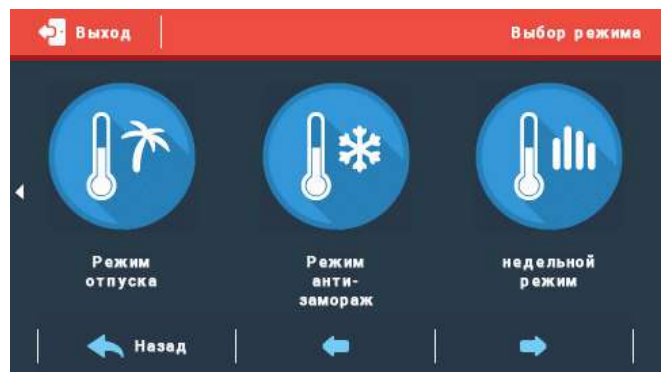 Выход
Выбор режима
Режим
отпуска
Режим
анти-
замораж
недельной
режим
Назад